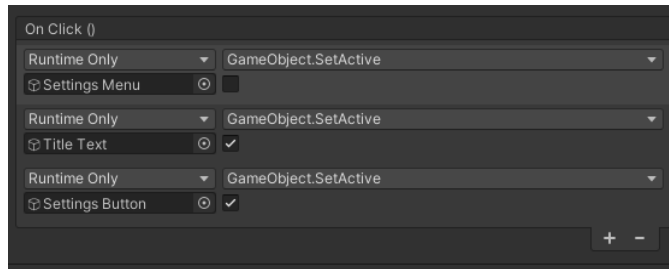 On Click ()
Runtime Only GameObject.SetActive
Settings Menu
Runtime Only GameObject.SetActive
Title Text
Runtime Only GameObject.SetActive
Settings Button
+ -